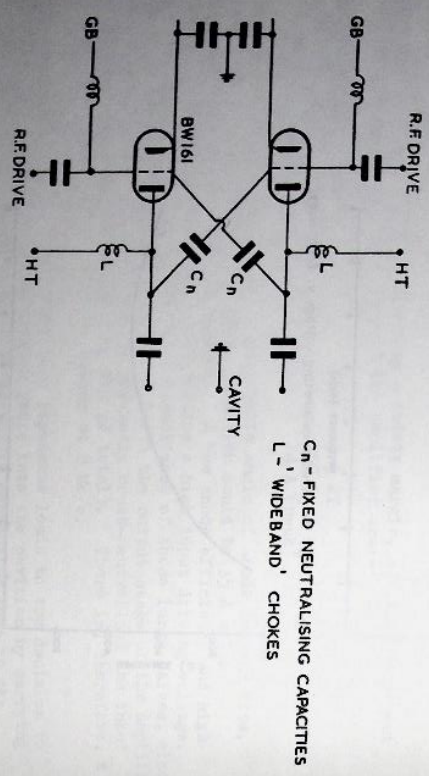 R.F. DRIVE
HT
GB
L
Cn
Cn
CAVITY
BW161
GB
L
R.F. DRIVE
HT
Cn - FIXED NEUTRALISING CAPACITIES
L - 'WIDEBAND' CHOKES